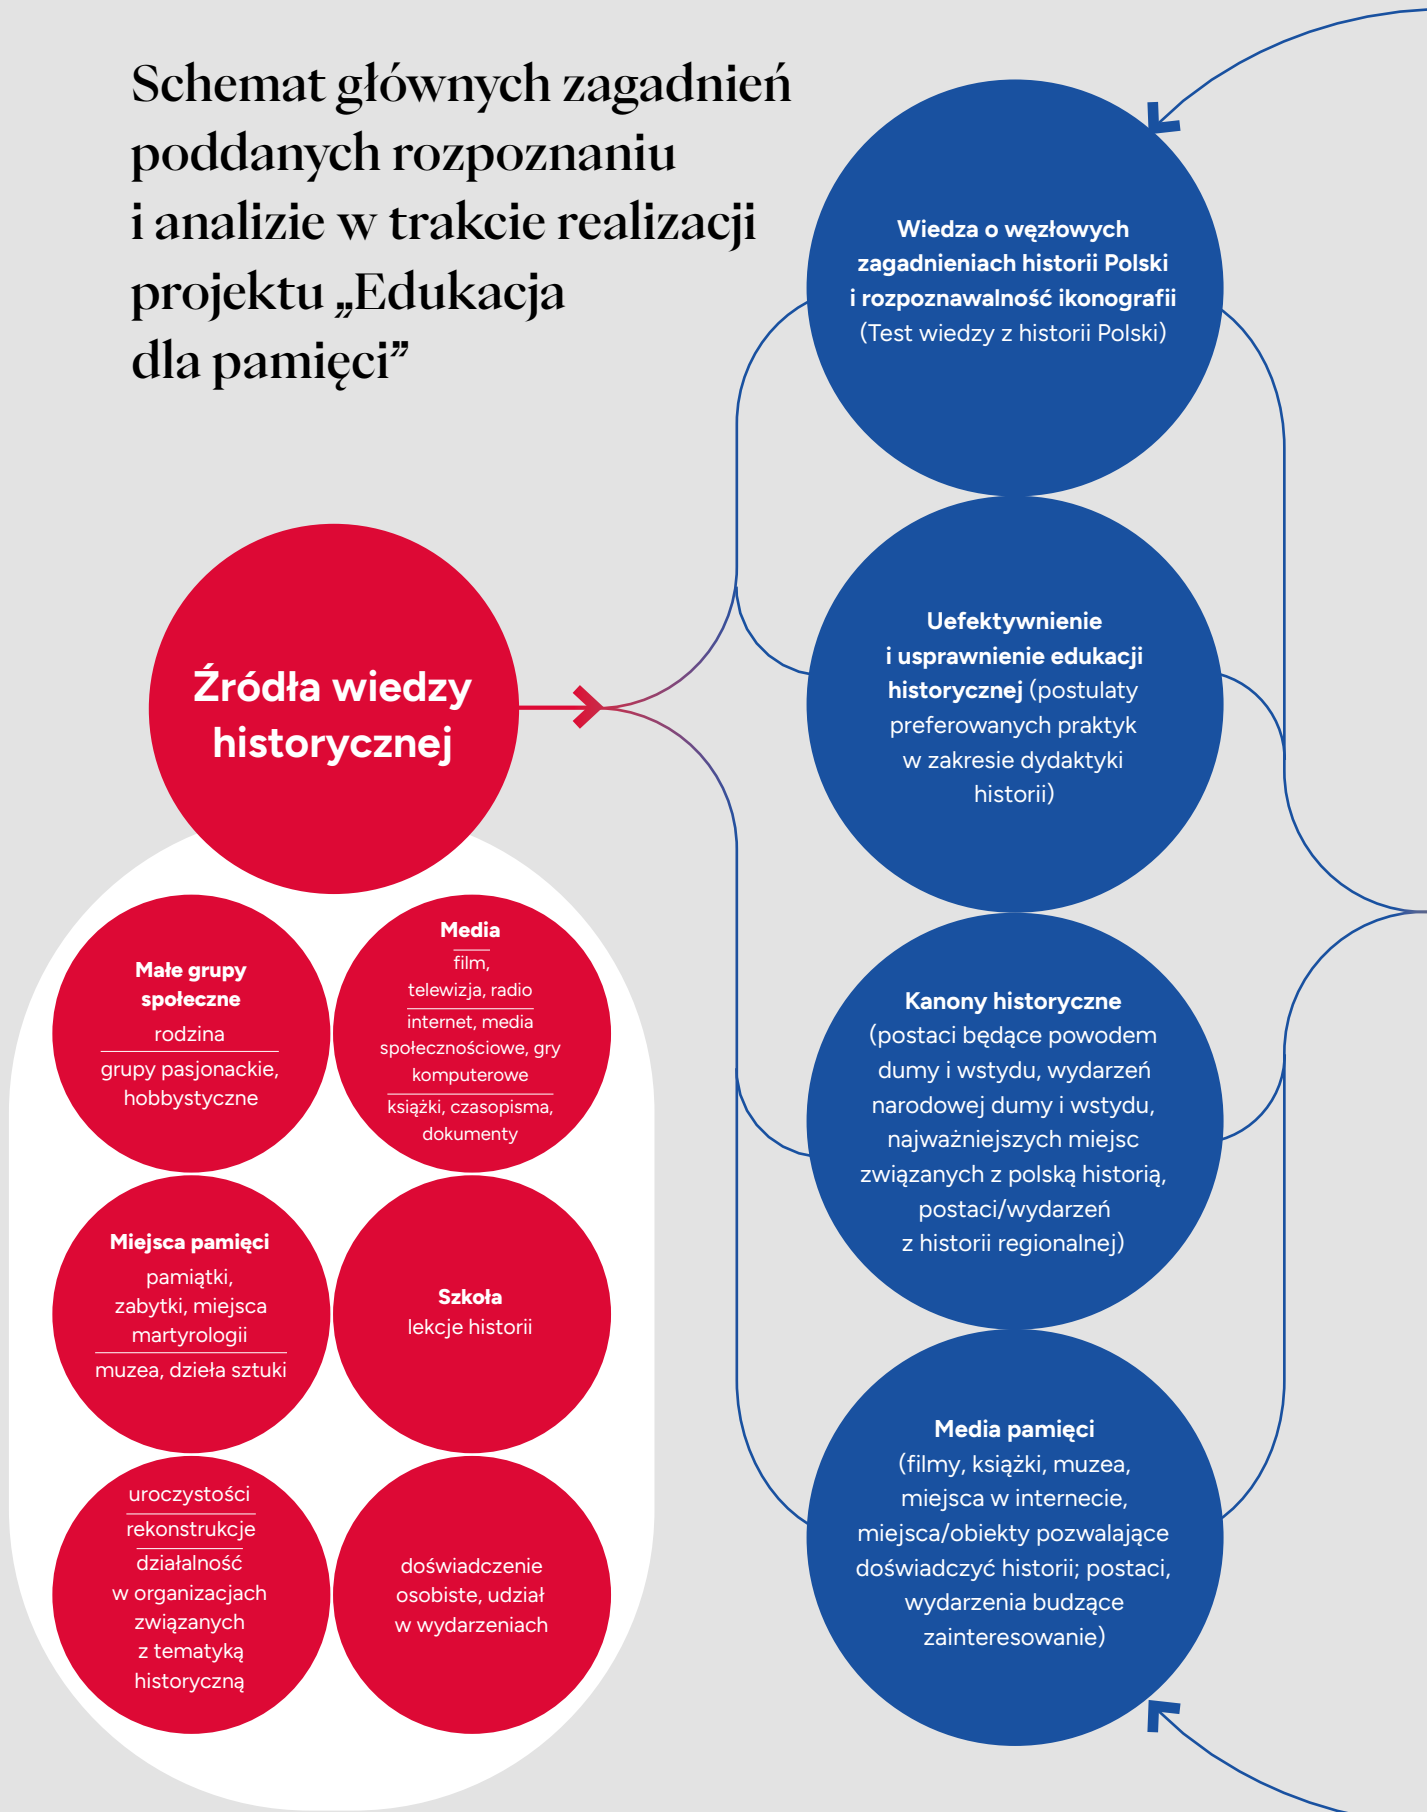 Schemat głównych zagadnień
poddanych rozpoznaniu
i analizie w trakcie realizacji
projektu „Edukacja
dla pamięci”
Źródła wiedzy
historycznej
Małe grupy
społeczne
rodzina
grupy pasjonackie,
hobbystyczne
Media
film,
telewizja, radio
internet, media
społecznościowe, gry
komputerowe
książki, czasopisma,
dokumenty
Miejsca pamięci
pamiątki,
zabytki, miejsca
martyrologii
muzea, dzieła sztuki
Szkoła
lekcje historii
uroczystości
rekonstrukcje
działalność
w organizacjach
związanych
z tematyką
historyczną
doświadczenie
osobiste, udział
w wydarzeniach
Wiedza o węzłowych
zagadnieniach historii Polski
i rozpoznawalność ikonografii
(Test wiedzy z historii Polski)
Uefektywnienie
i usprawnienie edukacji
historycznej (postulaty
preferowanych praktyk
w zakresie dydaktyki
historii)
Kanony historyczne
(postaci będące powodem
dumy i wstydu, wydarzeń
narodowej dumy i wstydu,
najważniejszych miejsc
związanych z polską historią,
postaci/wydarzeń
z historii regionalnej)
Media pamięci
(filmy, książki, muzea,
miejsca w internecie,
miejsca/obiekty pozwalające
doświadczyć historii; postaci,
wydarzenia budzące
zainteresowanie)